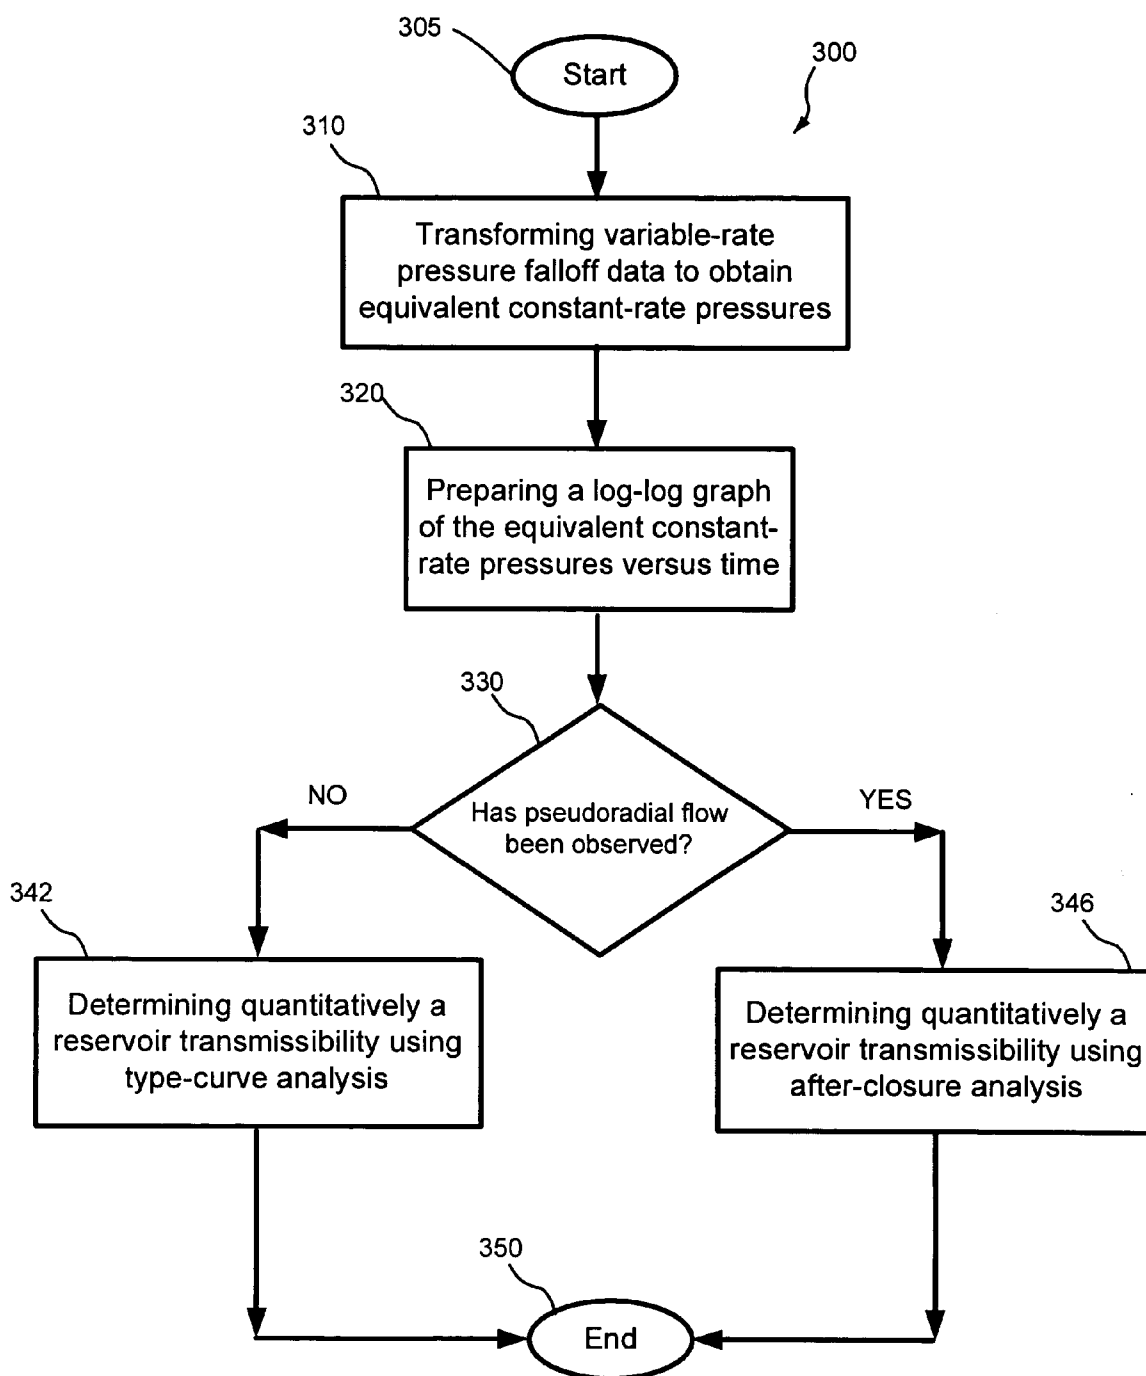 305
Start
300
310
Transforming variable-rate
pressure falloff data to obtain
equivalent constant-rate pressures
320
Preparing a log-log graph
of the equivalent constant-
rate pressures versus time
330
NO
YES
Has pseudoradial flow
been observed?
342
346
Determining quantitatively a
reservoir transmissibility using
type-curve analysis
Determining quantitatively a
reservoir transmissibility using
after-closure analysis
350
End